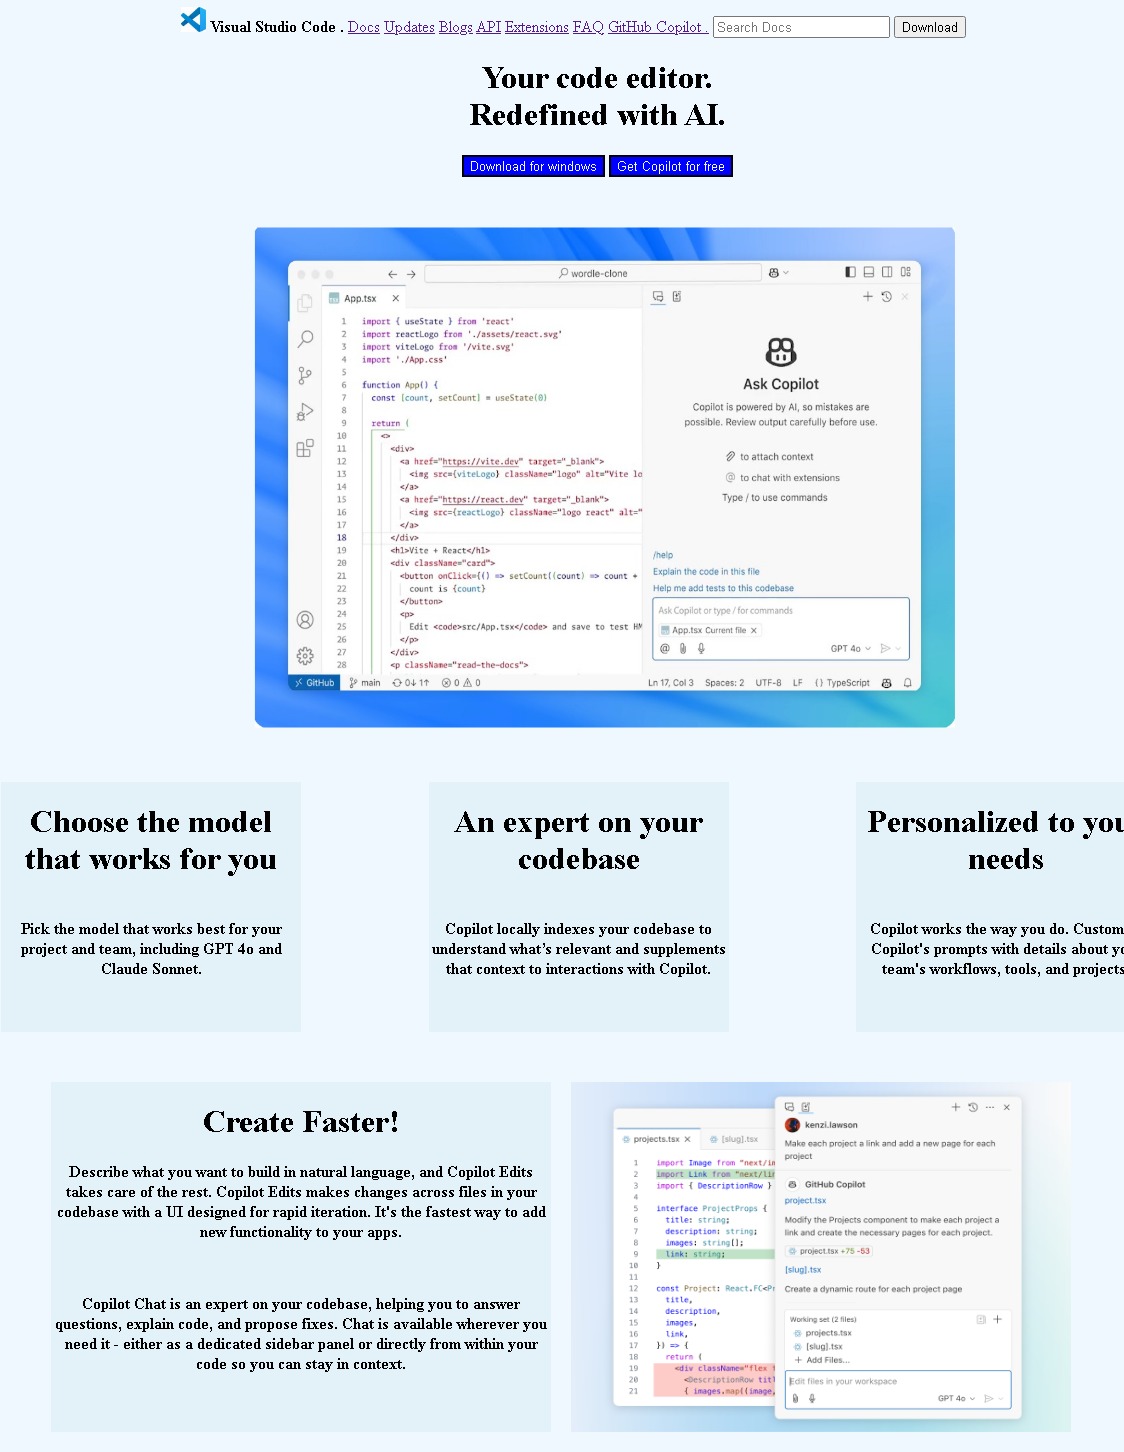 Visual Studio Code . Docs Updates Blogs API Extensions FAQ GitHub Copilot . Search Docs Download
Your code editor.
Redefined with AI.
Download for windows Get Copilot for free
wordle-clone
App.tsx
1 import { useState } from 'react'
2 import reactLogo from './assets/react.svg'
3 import viteLogo from '/vite.svg'
4 import './App.css'
5
6 function App() {
7 const [count, setCount] = useState(0)
8
9 return (
10 <>
11 <div>
12 <a href="https://vite.dev" target="_blank">
13 <img src={viteLogo} className="logo" alt="Vite lo
14 </a>
15 <a href="https://react.dev" target="_blank">
16 <img src={reactLogo} className="logo react" alt="
17 </a>
18 </div>
19 <h1>Vite + React</h1>
20 <div className="card">
21 <button onClick={() => setCount((count) => count +
22 count is {count}
23 </button>
24 <p>
25 Edit <code>src/App.tsx</code> and save to test HM
26 </p>
27 </div>
28 <p className="read-the-docs">
Ask Copilot
Copilot is powered by AI, so mistakes are
possible. Review output carefully before use.
to attach context
@ to chat with extensions
Type / to use commands
/help
Explain the code in this file
Help me add tests to this codebase
Ask Copilot or type / for commands
App.tsx Current file
@ GPT 4o
GitHub main 0↓ 1↑ 0 0 Ln 17, Col 3 Spaces: 2 UTF-8 LF {} TypeScript
Choose the model
that works for you
Pick the model that works best for your
project and team, including GPT 4o and
Claude Sonnet.
An expert on your
codebase
Copilot locally indexes your codebase to
understand what’s relevant and supplements
that context to interactions with Copilot.
Personalized to you
needs
Copilot works the way you do. Custom
Copilot's prompts with details about yo
team's workflows, tools, and projects
Create Faster!
Describe what you want to build in natural language, and Copilot Edits
takes care of the rest. Copilot Edits makes changes across files in your
codebase with a UI designed for rapid iteration. It's the fastest way to add
new functionality to your apps.
Copilot Chat is an expert on your codebase, helping you to answer
questions, explain code, and propose fixes. Chat is available wherever you
need it - either as a dedicated sidebar panel or directly from within your
code so you can stay in context.
projects.tsx [slug].tsx
1 import Image from "next/im
2 import Link from "next/lin
3 import { DescriptionRow }
4
5 interface ProjectProps {
6 title: string;
7 description: string;
8 images: string[];
9 link: string;
10 }
11
12 const Project: React.FC<Pr
13 title,
14 description,
15 images,
16 link,
17 }) => {
18 return (
19 <div className="flex f
20 <DescriptionRow titl
21 { images.map((image,
kenzi.lawson
Make each project a link and add a new page for each
project
GitHub Copilot
project.tsx
Modify the Projects component to make each project a
link and create the necessary pages for each project.
project.tsx +75 -53
[slug].tsx
Create a dynamic route for each project page
Working set (2 files)
projects.tsx
[slug].tsx
+ Add Files...
Edit files in your workspace
GPT 4o